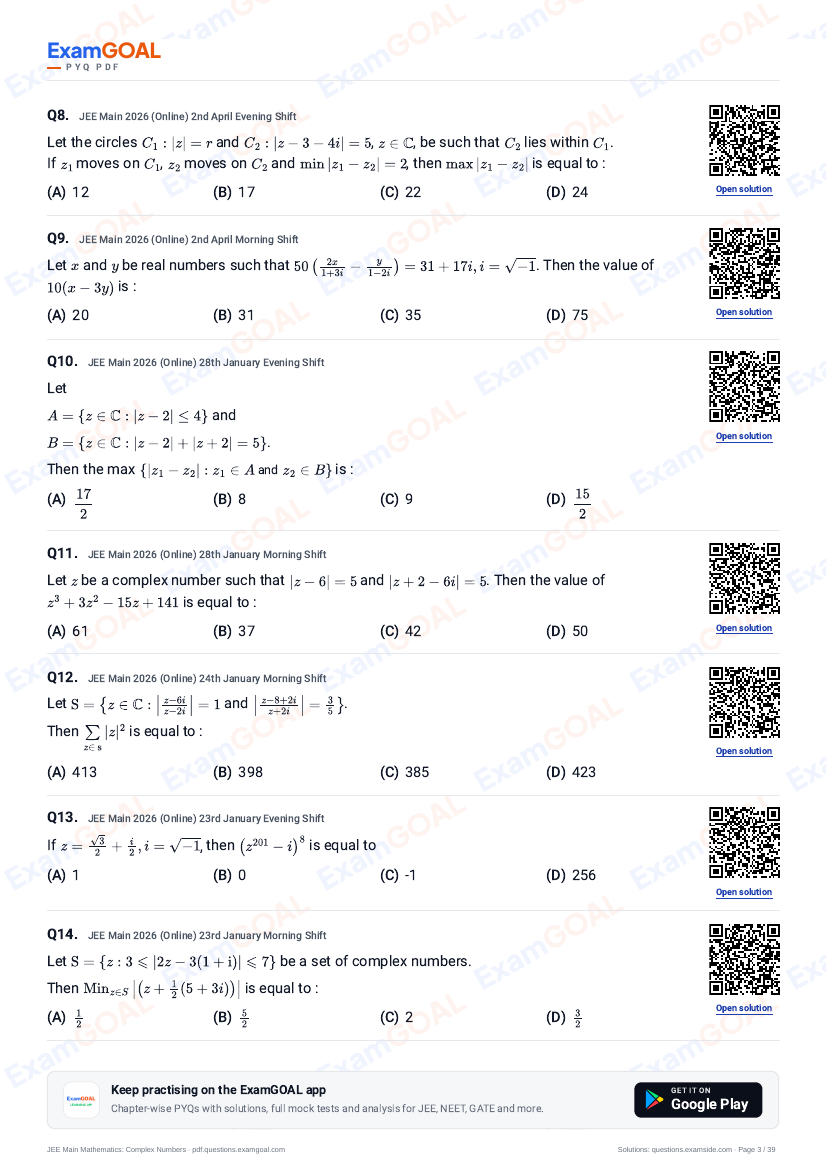 ExamGOAL
PYQ PDF
Q8. JEE Main 2026 (Online) 2nd April Evening Shift
Let the circles C₁ : |z| = r and C₂ : |z − 3 − 4i| = 5, z ∈ ℂ, be such that C₂ lies within C₁.
If z₁ moves on C₁, z₂ moves on C₂ and min |z₁ − z₂| = 2, then max |z₁ − z₂| is equal to :
(A) 12 (B) 17 (C) 22 (D) 24
Open solution
Q9. JEE Main 2026 (Online) 2nd April Morning Shift
Let x and y be real numbers such that 50 (2x/(1+3i) − y/(1−2i)) = 31 + 17i, i = √−1. Then the value of
10(x − 3y) is :
(A) 20 (B) 31 (C) 35 (D) 75
Open solution
Q10. JEE Main 2026 (Online) 28th January Evening Shift
Let
A = {z ∈ ℂ : |z − 2| ≤ 4} and
B = {z ∈ ℂ : |z − 2| + |z + 2| = 5}.
Then the max {|z₁ − z₂| : z₁ ∈ A and z₂ ∈ B} is :
(A) 17/2 (B) 8 (C) 9 (D) 15/2
Open solution
Q11. JEE Main 2026 (Online) 28th January Morning Shift
Let z be a complex number such that |z − 6| = 5 and |z + 2 − 6i| = 5. Then the value of
z³ + 3z² − 15z + 141 is equal to :
(A) 61 (B) 37 (C) 42 (D) 50
Open solution
Q12. JEE Main 2026 (Online) 24th January Morning Shift
Let S = {z ∈ ℂ : |(z−6i)/(z−2i)| = 1 and |(z−8+2i)/(z+2i)| = 3/5}.
Then ∑ z∈s |z|² is equal to :
(A) 413 (B) 398 (C) 385 (D) 423
Open solution
Q13. JEE Main 2026 (Online) 23rd January Evening Shift
If z = √3/2 + i/2, i = √−1, then (z²⁰¹ − i)⁸ is equal to
(A) 1 (B) 0 (C) -1 (D) 256
Open solution
Q14. JEE Main 2026 (Online) 23rd January Morning Shift
Let S = {z : 3 ⩽ |2z − 3(1 + i)| ⩽ 7} be a set of complex numbers.
Then Min z∈S |(z + 1/2(5 + 3i))| is equal to :
(A) 1/2 (B) 5/2 (C) 2 (D) 3/2
Open solution
ExamGOAL
Keep practising on the ExamGOAL app
Chapter-wise PYQs with solutions, full mock tests and analysis for JEE, NEET, GATE and more.
GET IT ON
Google Play
JEE Main Mathematics: Complex Numbers · pdf.questions.examgoal.com
Solutions: questions.examside.com · Page 3 / 39